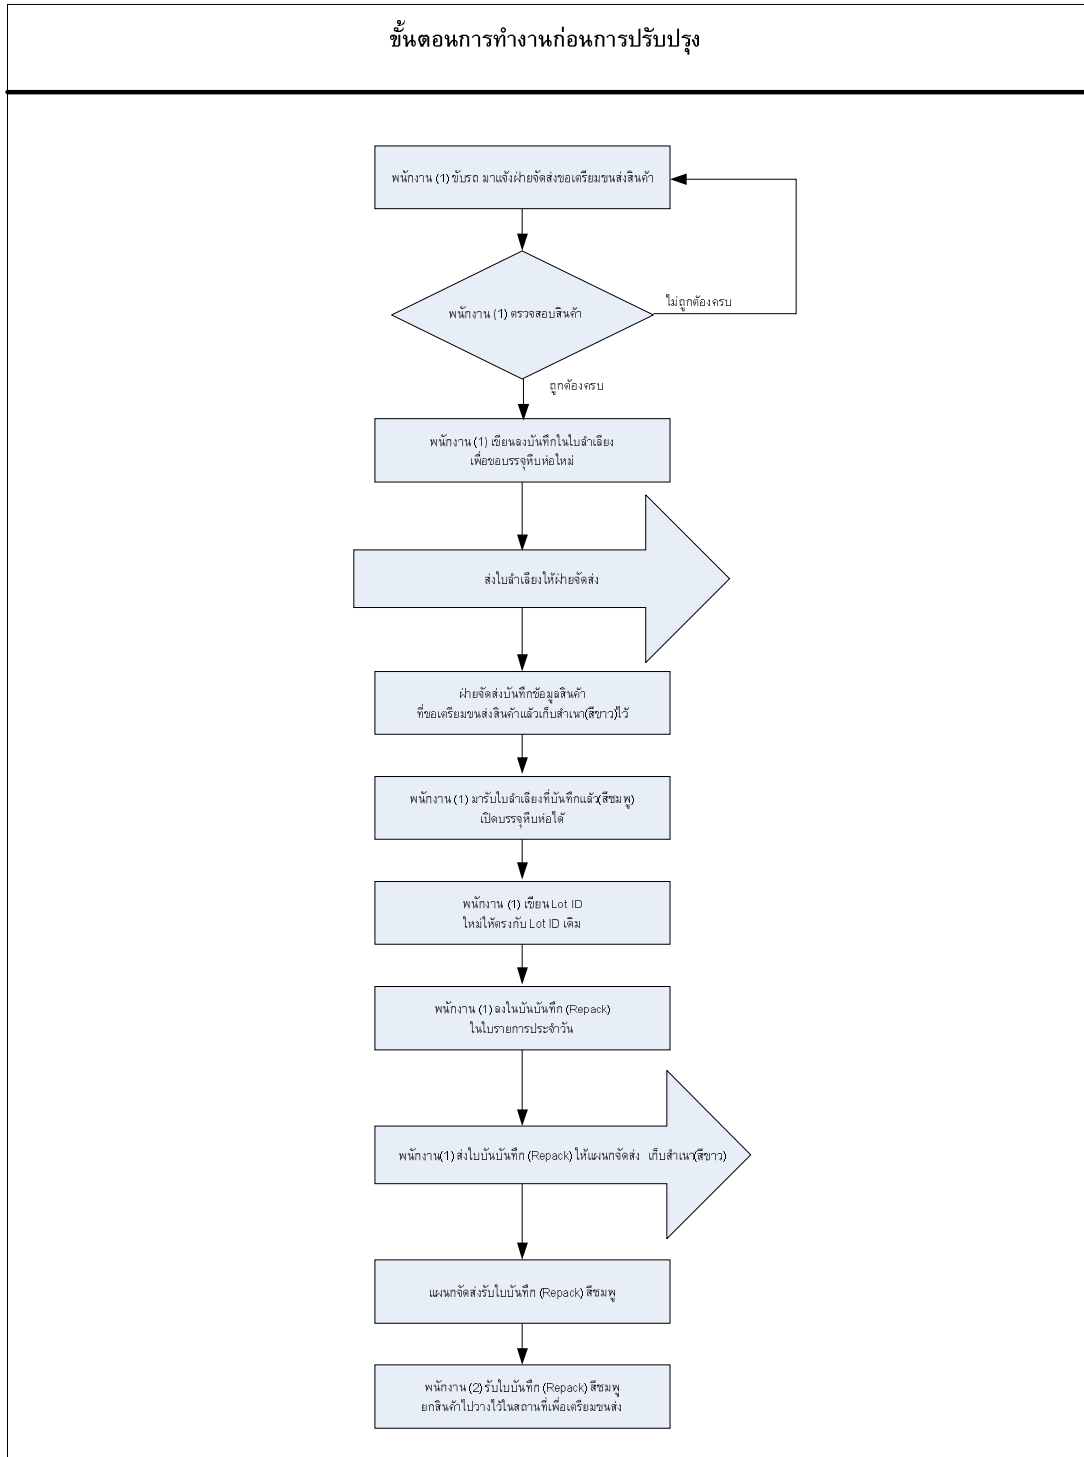 ขั้นตอนการทำงานก่อนการปรับปรุง
พนักงาน (1) ขับรถ มาแจ้งฝ่ายจัดส่งขอเตรียมขนส่งสินค้า
พนักงาน (1) ตรวจสอบสินค้า
ไม่ถูกต้องครบ
ถูกต้องครบ
พนักงาน (1) เขียนลงบันทึกในใบลำเลียง
เพื่อขอบรรจุหีบห่อใหม่
ส่งใบลำเลียงให้ฝ่ายจัดส่ง
ฝ่ายจัดส่งบันทึกข้อมูลสินค้า
ที่ขอเตรียมขนส่งสินค้าแล้วเก็บสำเนา(สีขาว)ไว้
พนักงาน (1) มารับใบลำเลียงที่บันทึกแล้ว(สีชมพู)
เปิดบรรจุหีบห่อได้
พนักงาน (1) เขียน Lot ID
ใหม่ให้ตรงกับ Lot ID เดิม
พนักงาน (1) ลงในบันบันทึก (Repack)
ในใบรายการประจำวัน
พนักงาน(1) ส่งใบบันบันทึก (Repack) ให้แผนกจัดส่ง เก็บสำเนา(สีขาว)
แผนกจัดส่งรับใบบันทึก (Repack) สีชมพู
พนักงาน (2) รับใบบันทึก (Repack) สีชมพู
ยกสินค้าไปวางไว้ในสถานที่เพื่อเตรียมขนส่ง